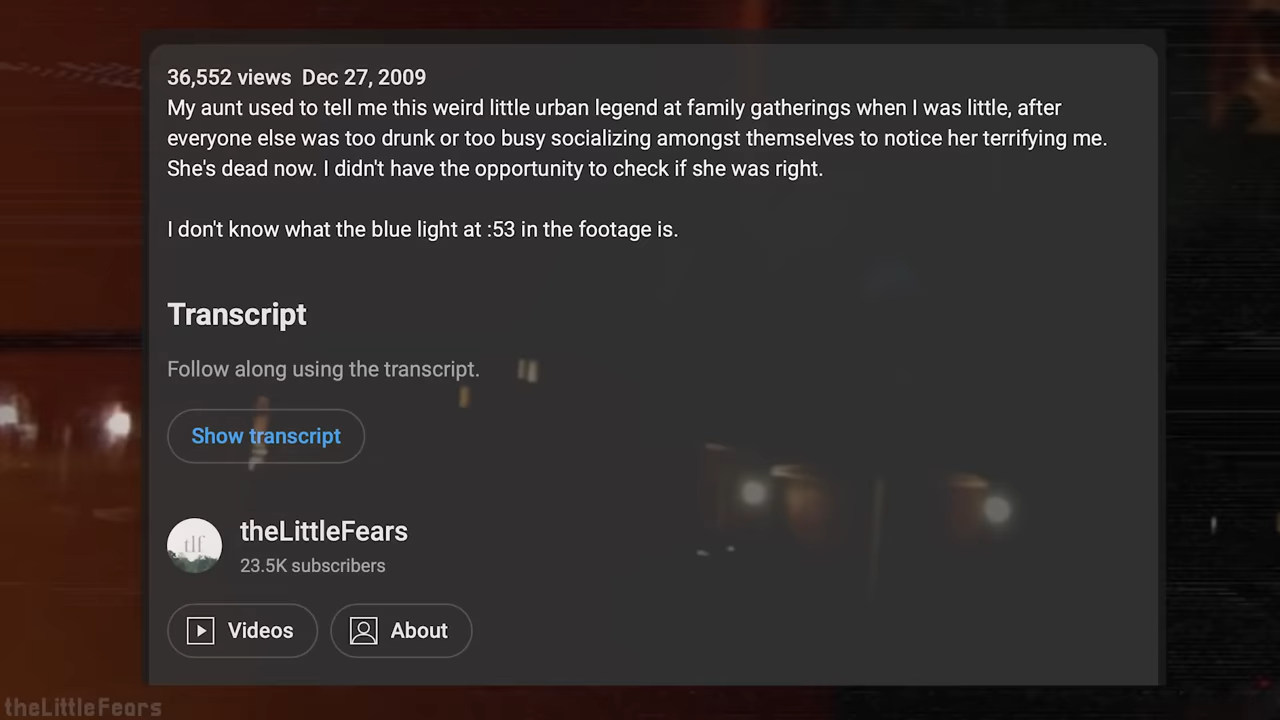 36,552 views Dec 27, 2009
My aunt used to tell me this weird little urban legend at family gatherings when I was little, after
everyone else was too drunk or too busy socializing amongst themselves to notice her terrifying me.
She's dead now. I didn't have the opportunity to check if she was right.
I don't know what the blue light at :53 in the footage is.
Transcript
Follow along using the transcript.
Show transcript
tlf
theLittleFears
23.5K subscribers
Videos
About
theLittleFears